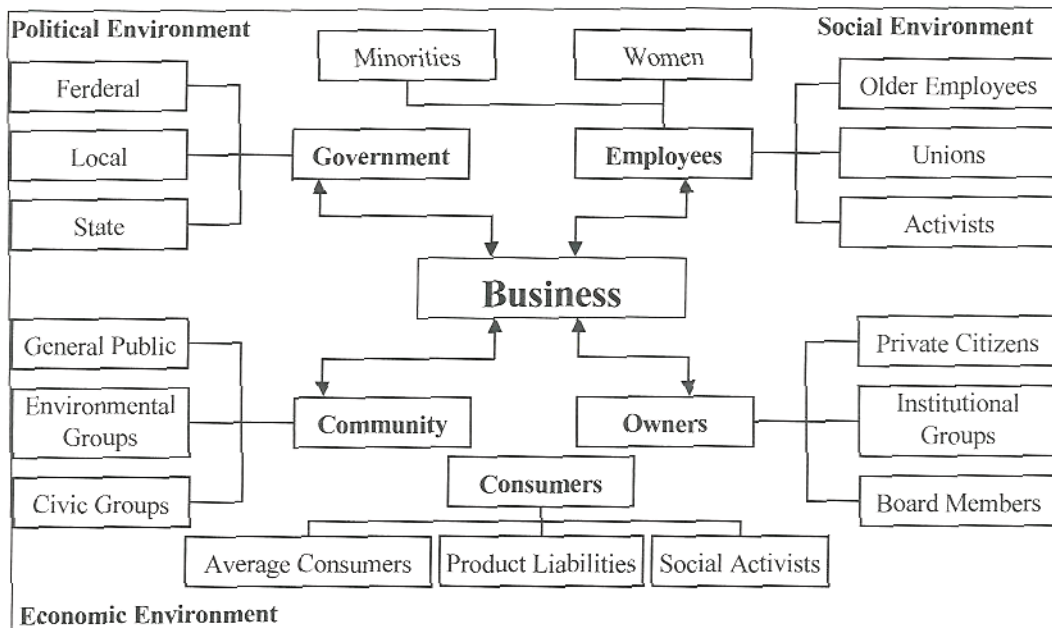 Political Environment
Social Environment
Minorities
Women
Ferderal
Older Employees
Local
Government
Employees
Unions
State
Activists
Business
General Public
Private Citizens
Environmental
Groups
Community
Owners
Institutional
Groups
Consumers
Civic Groups
Board Members
Average Consumers
Product Liabilities
Social Activists
Economic Environment